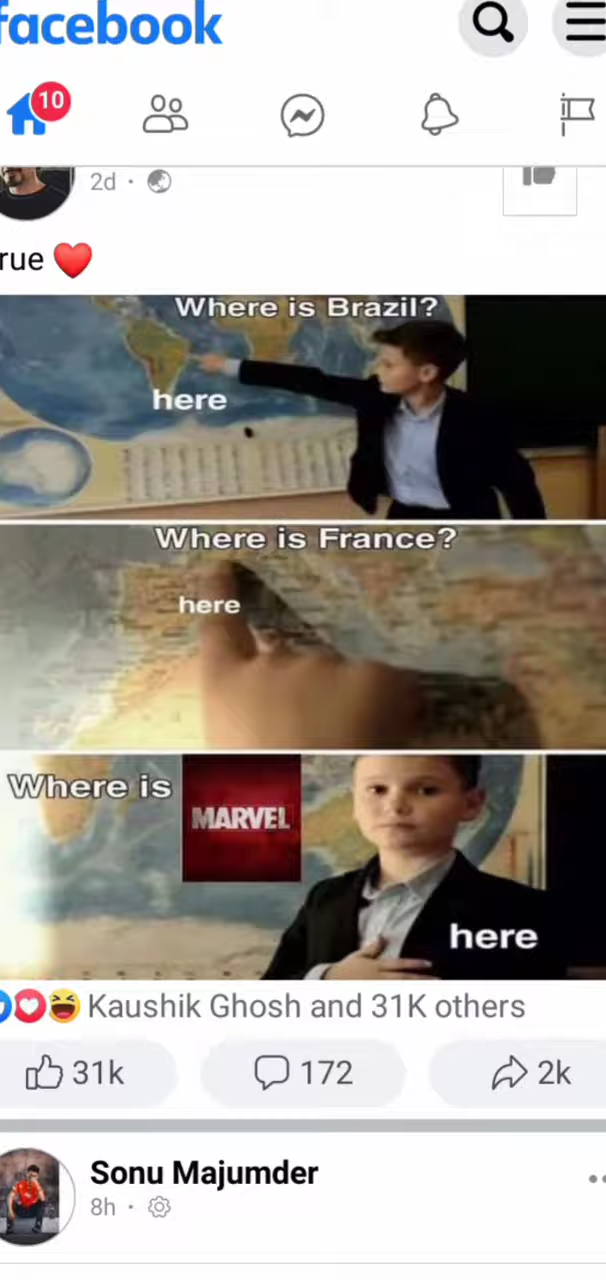 facebook
10
2d ·
rue ❤️
Where is Brazil?
here
Where is France?
here
Where is MARVEL
here
Kaushik Ghosh and 31K others
31k 172 2k
Sonu Majumder
8h ·